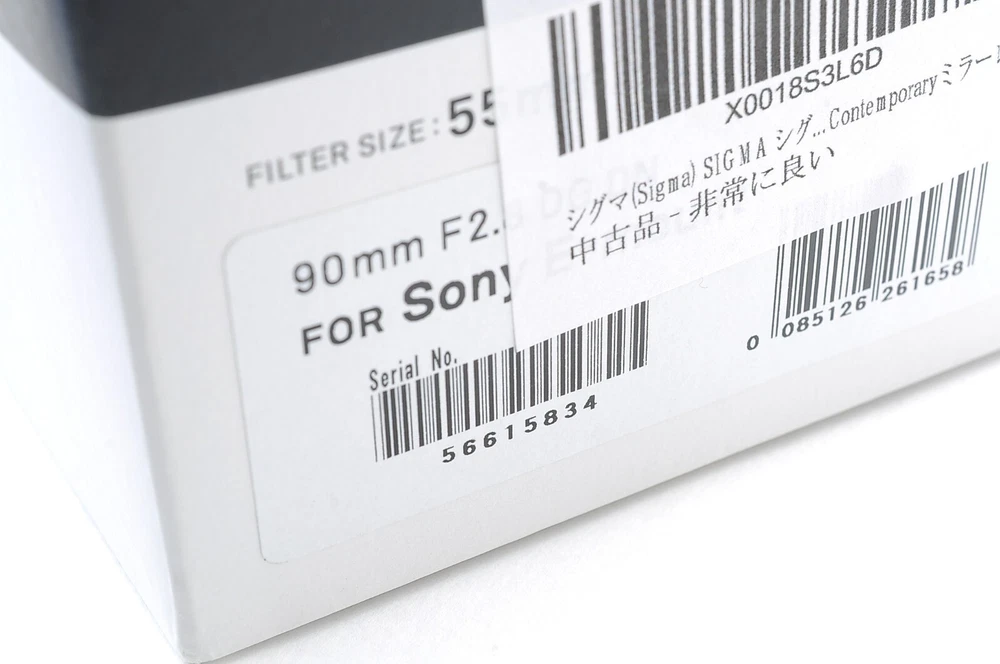 FILTER SIZE: 55
90mm F2.
FOR Sony
Serial No.
56615834
X0018S3L6D
シグマ(Sigma) SIGMA シグ...Contemporaryミラー
中古品 - 非常に良い
0 085126 261658